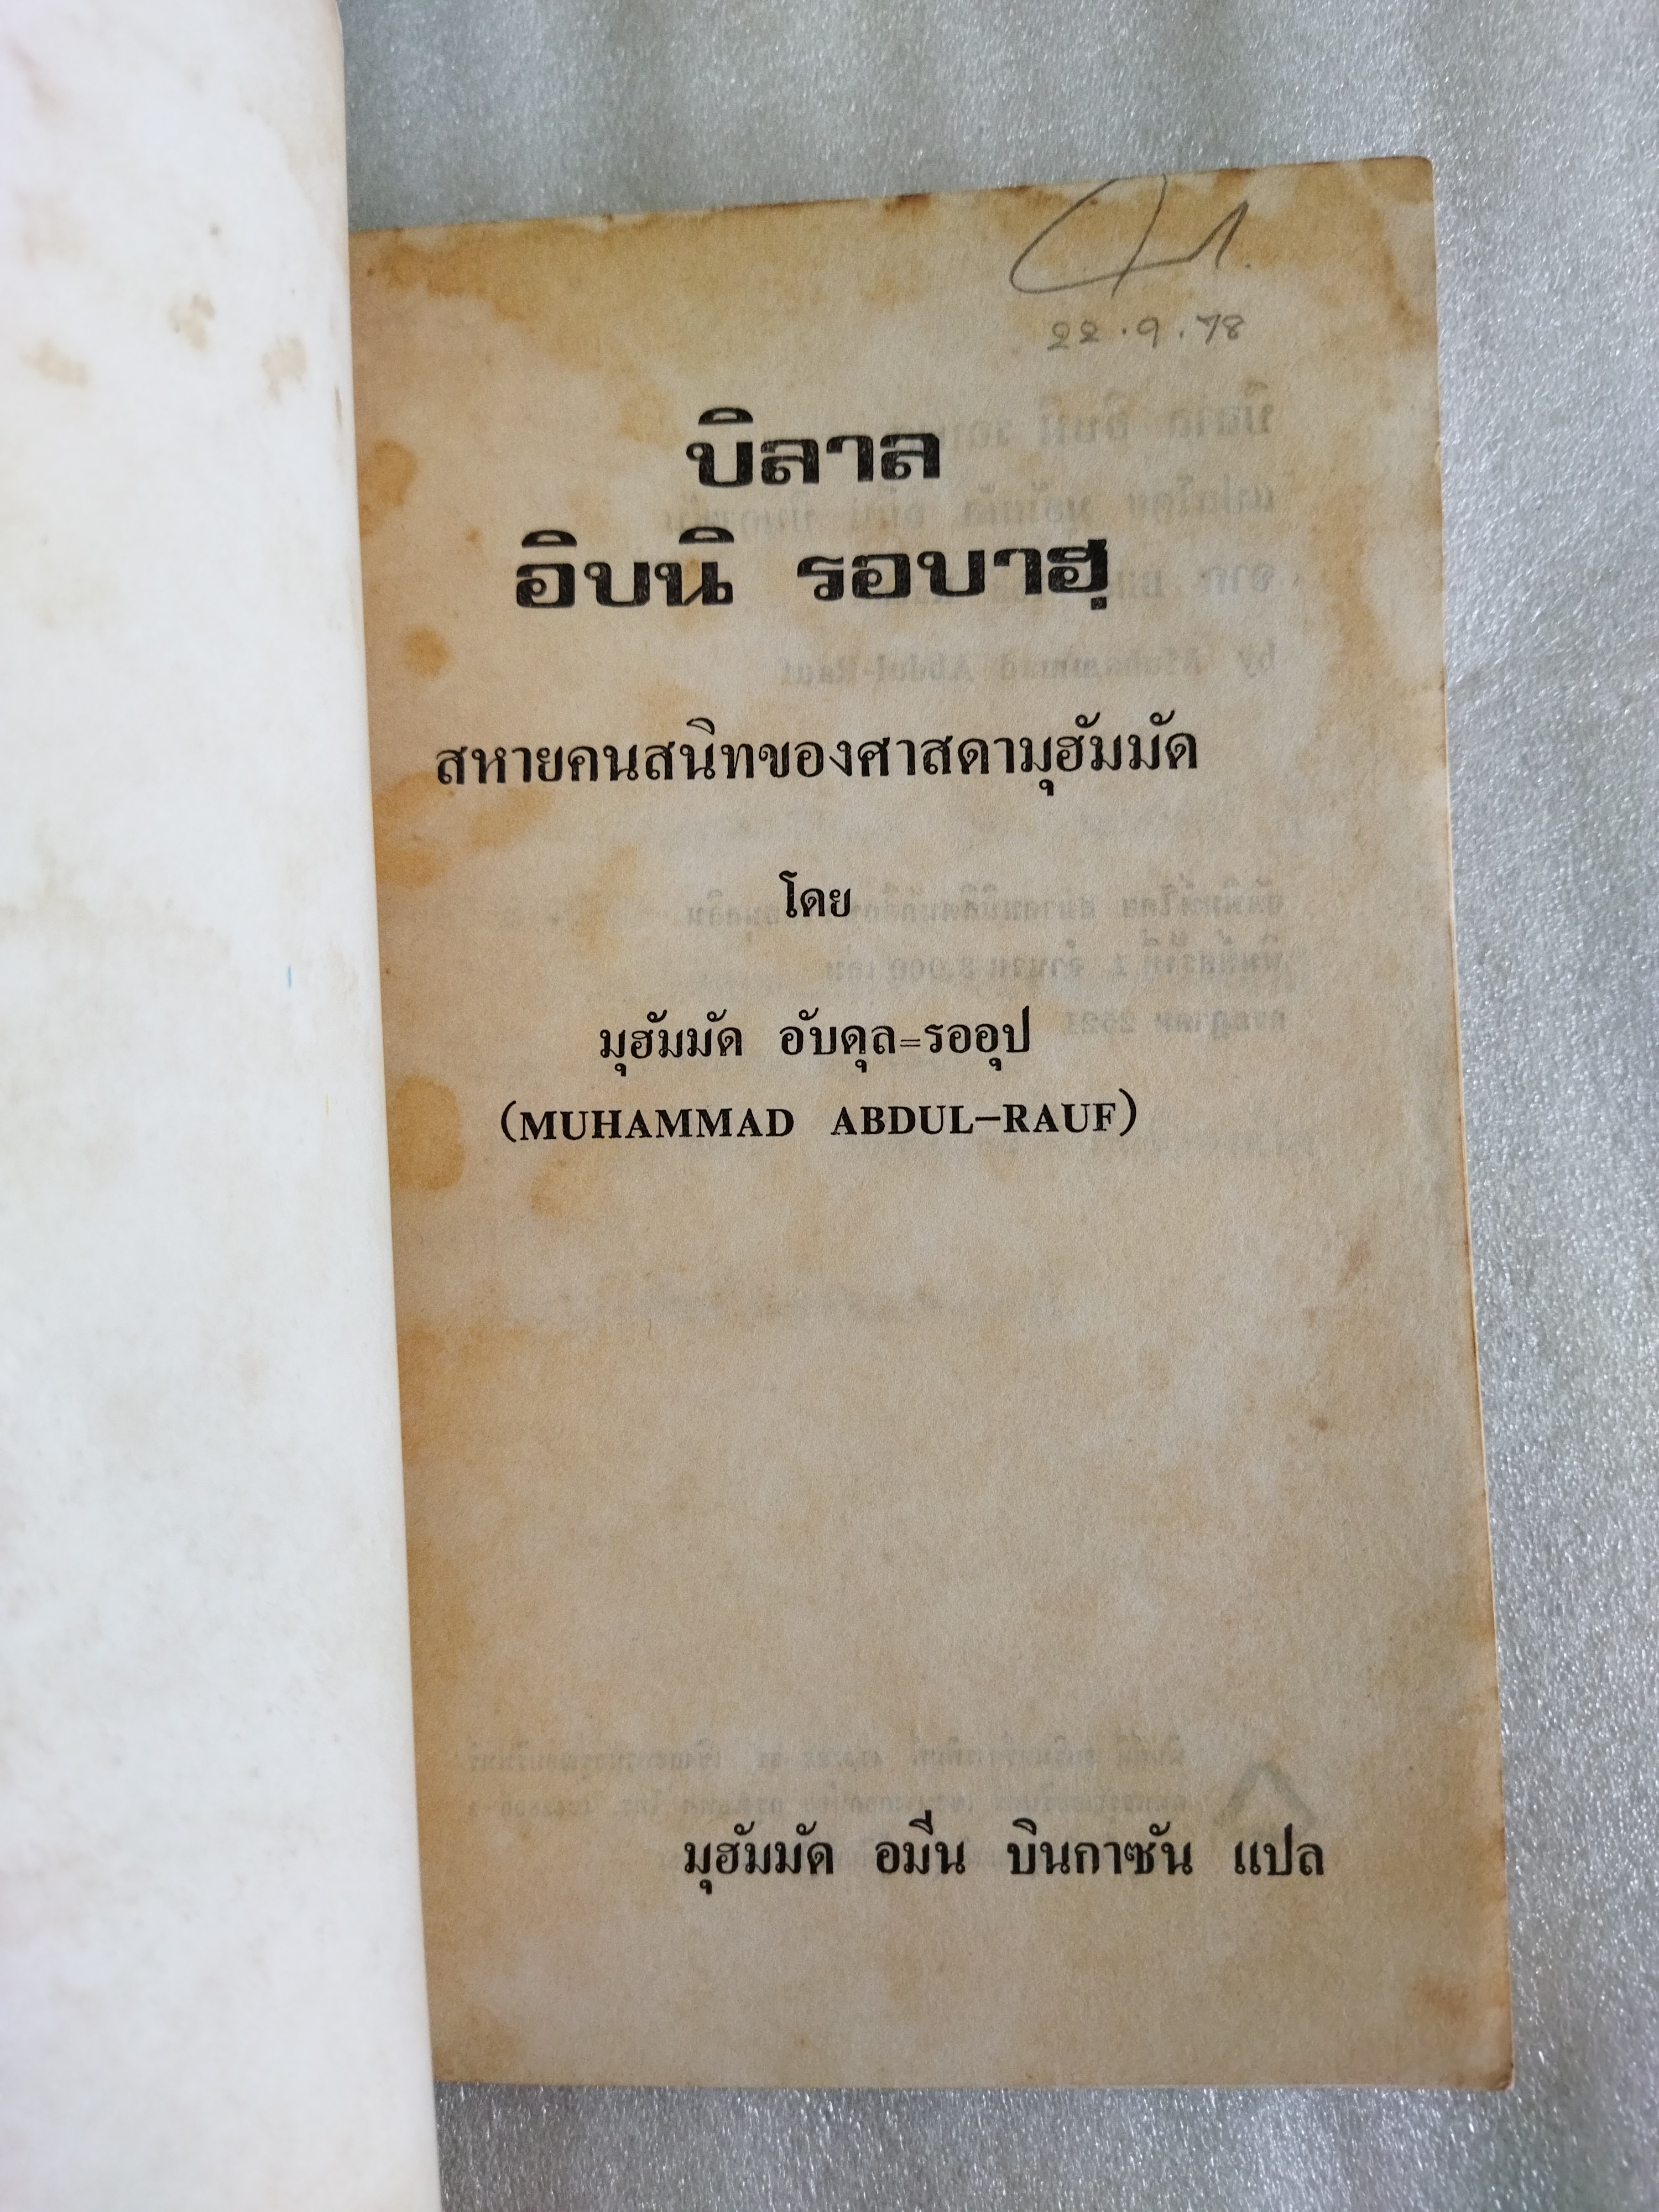 22.9.78
บิลาล
อิบนิ รอบาฮฺ
สหายคนสนิทของศาสดามุฮัมมัด
โดย
มุฮัมมัด อับดุล=รออุป
(MUHAMMAD ABDUL-RAUF)
มุฮัมมัด อมีน บินกาซัน แปล